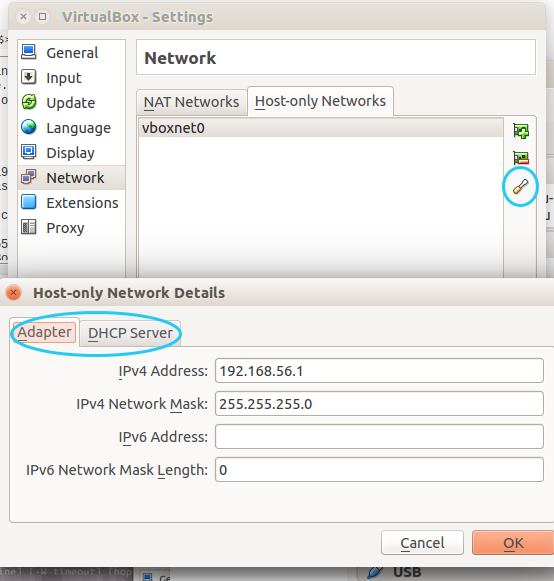 VirtualBox - Settings
General
Input
Update
Language
Display
Network
Extensions
Proxy
Network
NAT Networks
Host-only Networks
vboxnet0
Host-only Network Details
Adapter
DHCP Server
IPv4 Address: 192.168.56.1
IPv4 Network Mask: 255.255.255.0
IPv6 Address:
IPv6 Network Mask Length: 0
Cancel
OK
USB